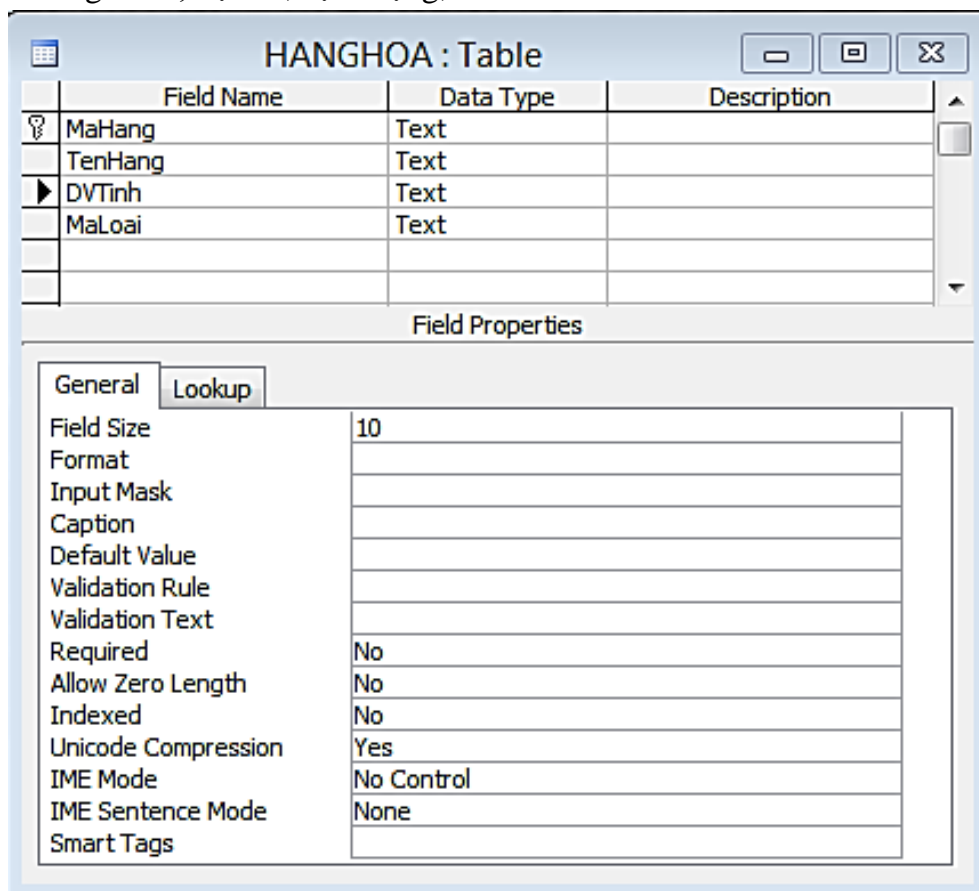 HANGHOA : Table
Field Name Data Type Description
MaHang Text
TenHang Text
DVTinh Text
MaLoai Text
Field Properties
General Lookup
Field Size 10
Format
Input Mask
Caption
Default Value
Validation Rule
Validation Text
Required No
Allow Zero Length No
Indexed No
Unicode Compression Yes
IME Mode No Control
IME Sentence Mode None
Smart Tags